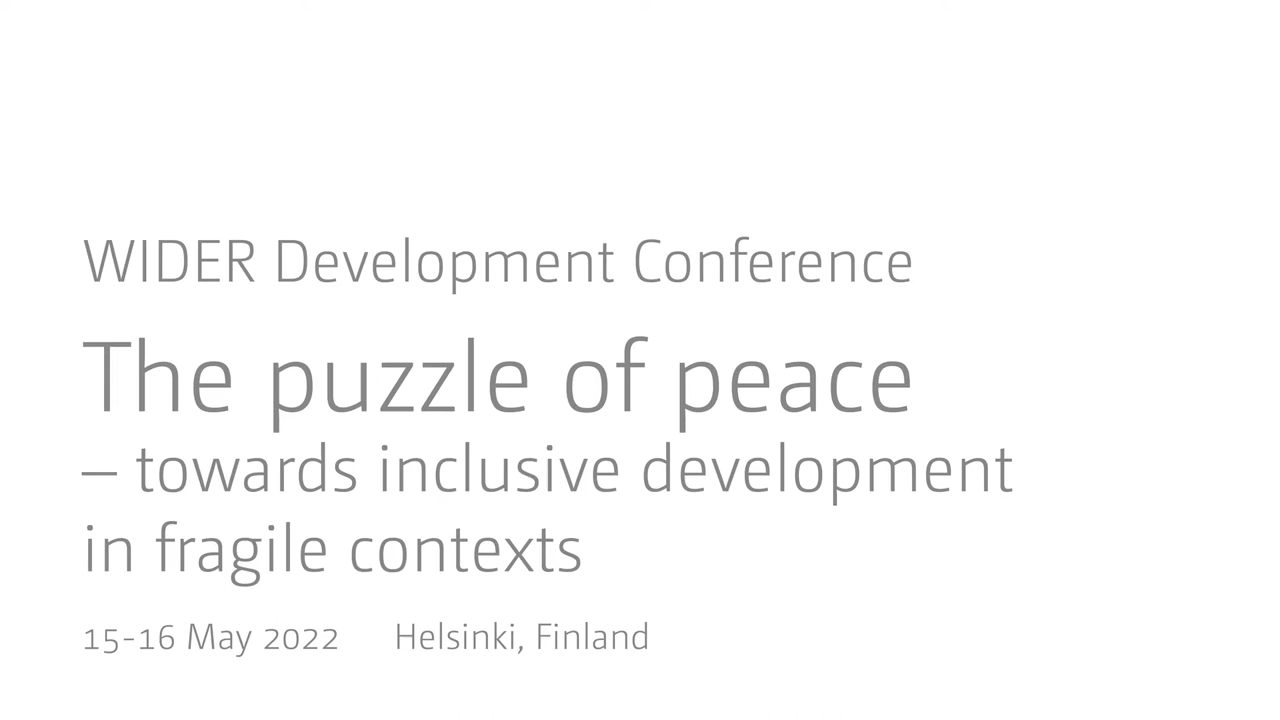 WIDER Development Conference
The puzzle of peace
– towards inclusive development
in fragile contexts
15-16 May 2022 Helsinki, Finland